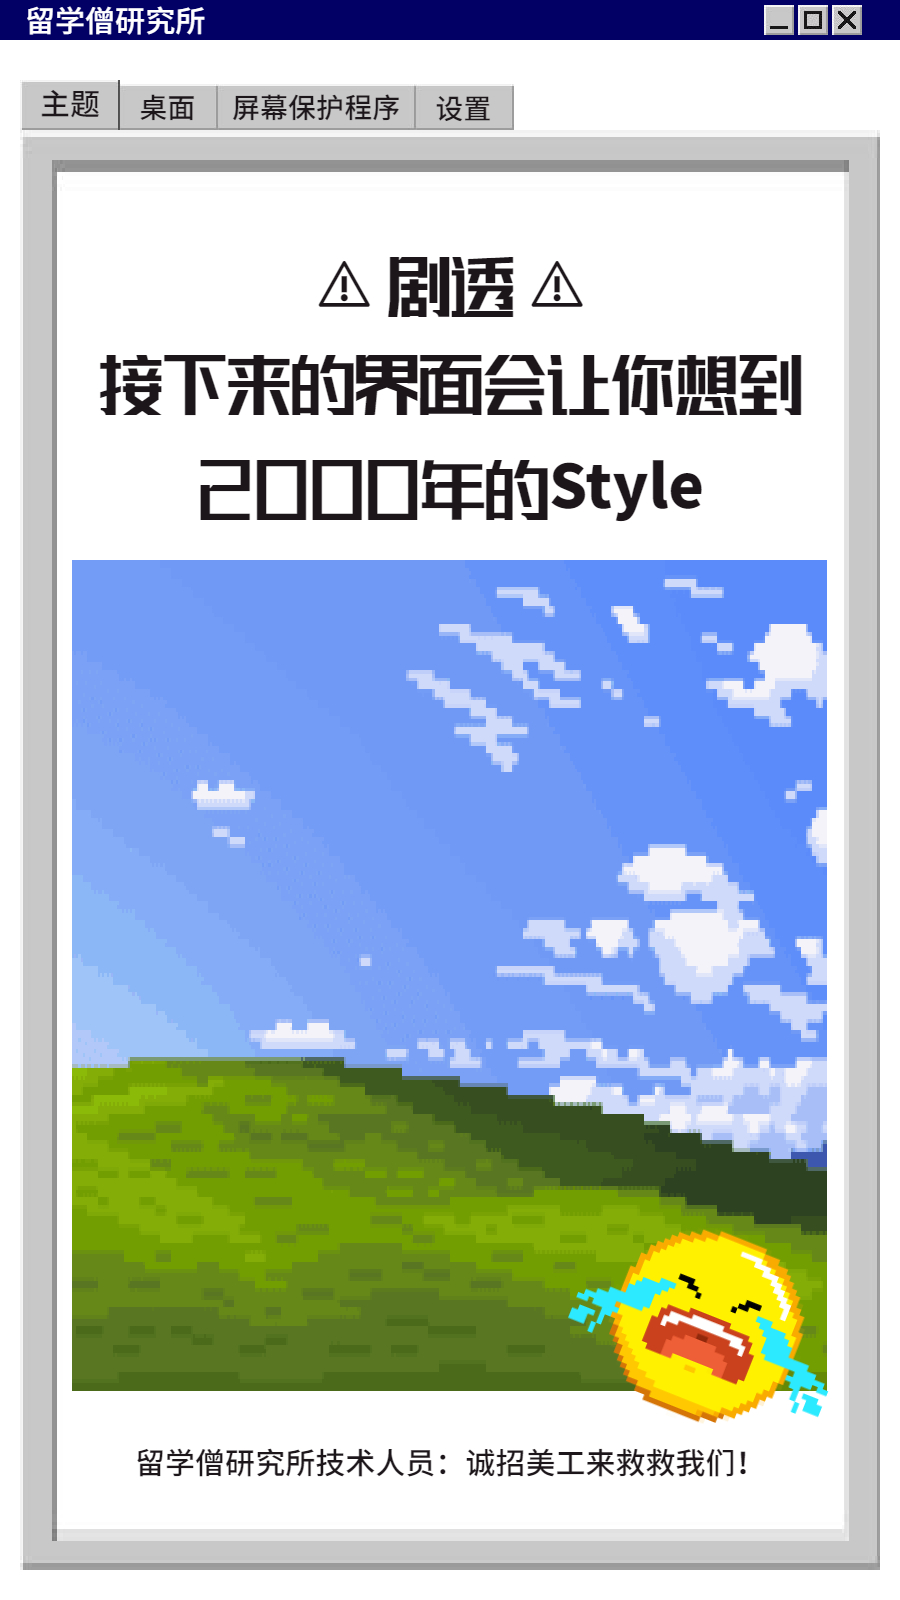 留学僧研究所
主题 桌面 屏幕保护程序 设置
⚠ 剧透 ⚠
接下来的界面会让你想到
2000年的Style
留学僧研究所技术人员：诚招美工来救救我们！